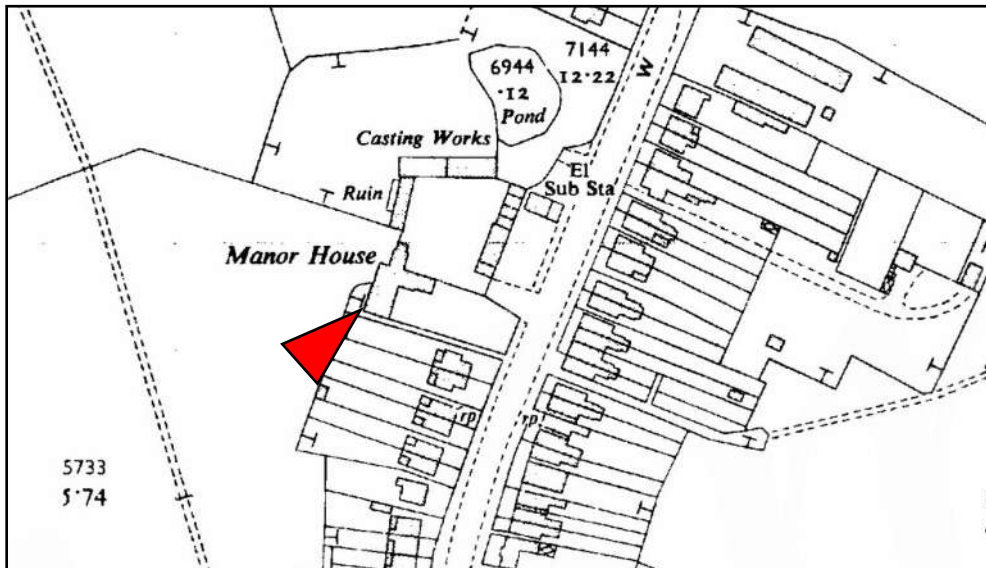 7144
12·22
6944
·12
Pond
W
Casting Works
El
Sub Sta
Ruin
Manor House
rp
rp
5733
5·74